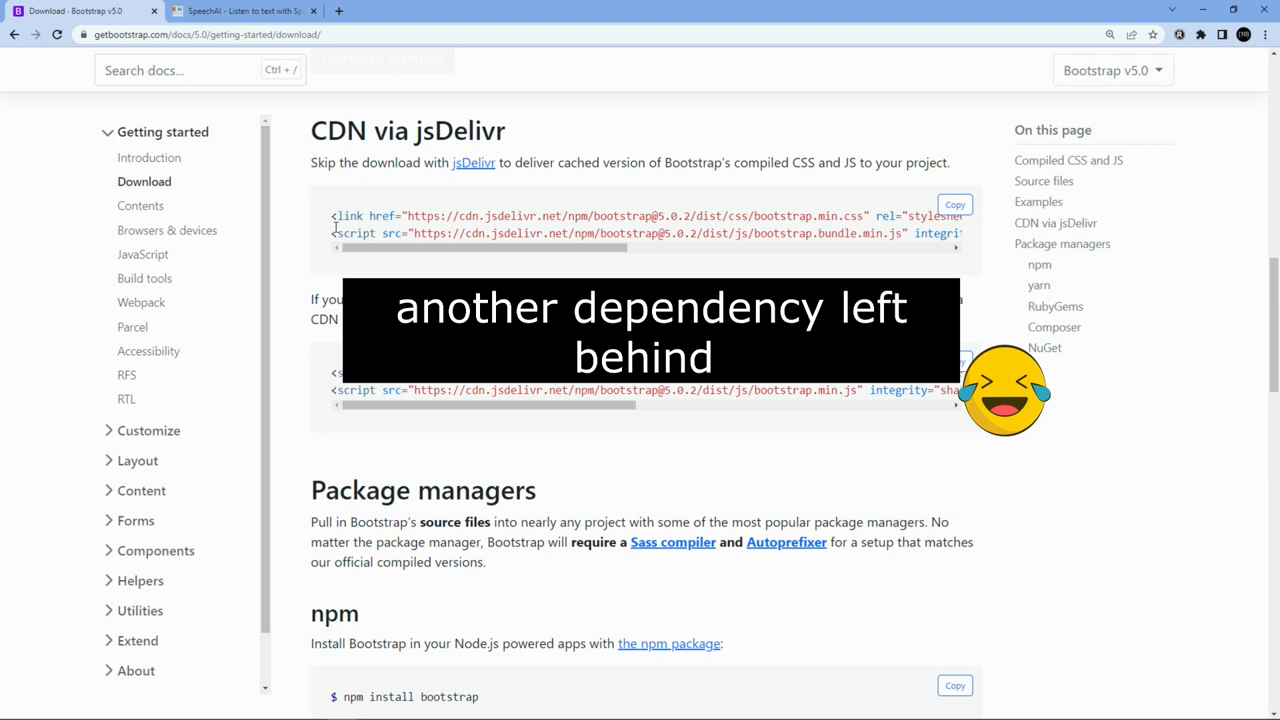 Download · Bootstrap v5.0
SpeechAI - Listen to text with Sp
getbootstrap.com/docs/5.0/getting-started/download/
Download Examples
Search docs... Ctrl + /
Bootstrap v5.0
Getting started
Introduction
Download
Contents
Browsers & devices
JavaScript
Build tools
Webpack
Parcel
Accessibility
RFS
RTL
Customize
Layout
Content
Forms
Components
Helpers
Utilities
Extend
About
CDN via jsDelivr
Skip the download with jsDelivr to deliver cached version of Bootstrap's compiled CSS and JS to your project.
Copy
<link href="https://cdn.jsdelivr.net/npm/bootstrap@5.0.2/dist/css/bootstrap.min.css" rel="styleshe
<script src="https://cdn.jsdelivr.net/npm/bootstrap@5.0.2/dist/js/bootstrap.bundle.min.js" integrit
If you
CDN
another dependency left
behind
<script src="https://cdn.jsdelivr.net/npm/bootstrap@5.0.2/dist/js/bootstrap.min.js" integrity="sha
Package managers
Pull in Bootstrap's source files into nearly any project with some of the most popular package managers. No
matter the package manager, Bootstrap will require a Sass compiler and Autoprefixer for a setup that matches
our official compiled versions.
npm
Install Bootstrap in your Node.js powered apps with the npm package:
Copy
$ npm install bootstrap
On this page
Compiled CSS and JS
Source files
Examples
CDN via jsDelivr
Package managers
npm
yarn
RubyGems
Composer
NuGet